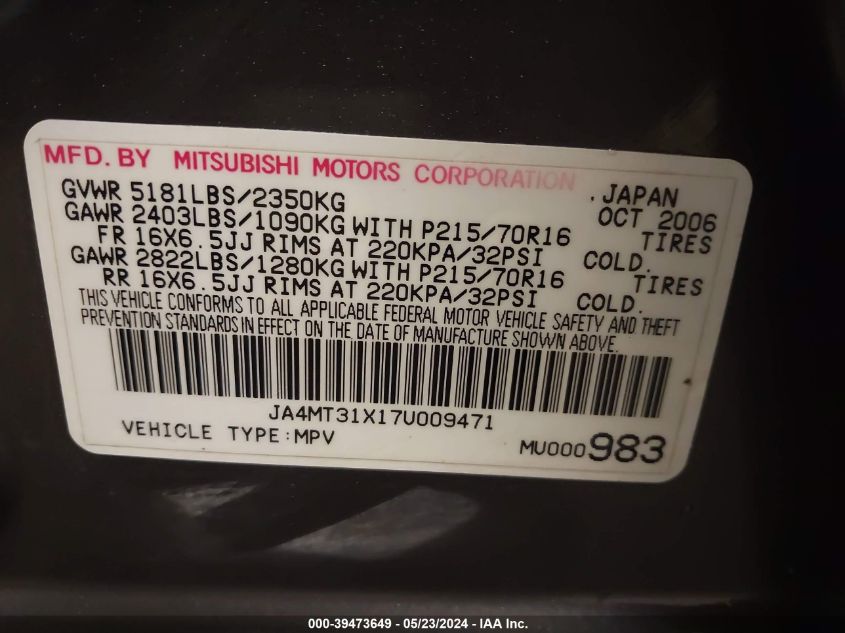 MFD. BY MITSUBISHI MOTORS CORPORATION, JAPAN
GVWR 5181LBS/2350KG OCT 2006
GAWR 2403LBS/1090KG WITH P215/70R16 TIRES
FR 16X6.5JJ RIMS AT 220KPA/32PSI COLD.
GAWR 2822LBS/1280KG WITH P215/70R16 TIRES
RR 16X6.5JJ RIMS AT 220KPA/32PSI COLD.
THIS VEHICLE CONFORMS TO ALL APPLICABLE FEDERAL MOTOR VEHICLE SAFETY AND THEFT
PREVENTION STANDARDS IN EFFECT ON THE DATE OF MANUFACTURE SHOWN ABOVE.
JA4MT31X17U009471
VEHICLE TYPE:MPV MU000983
000-39473649 - 05/23/2024 - IAA Inc.